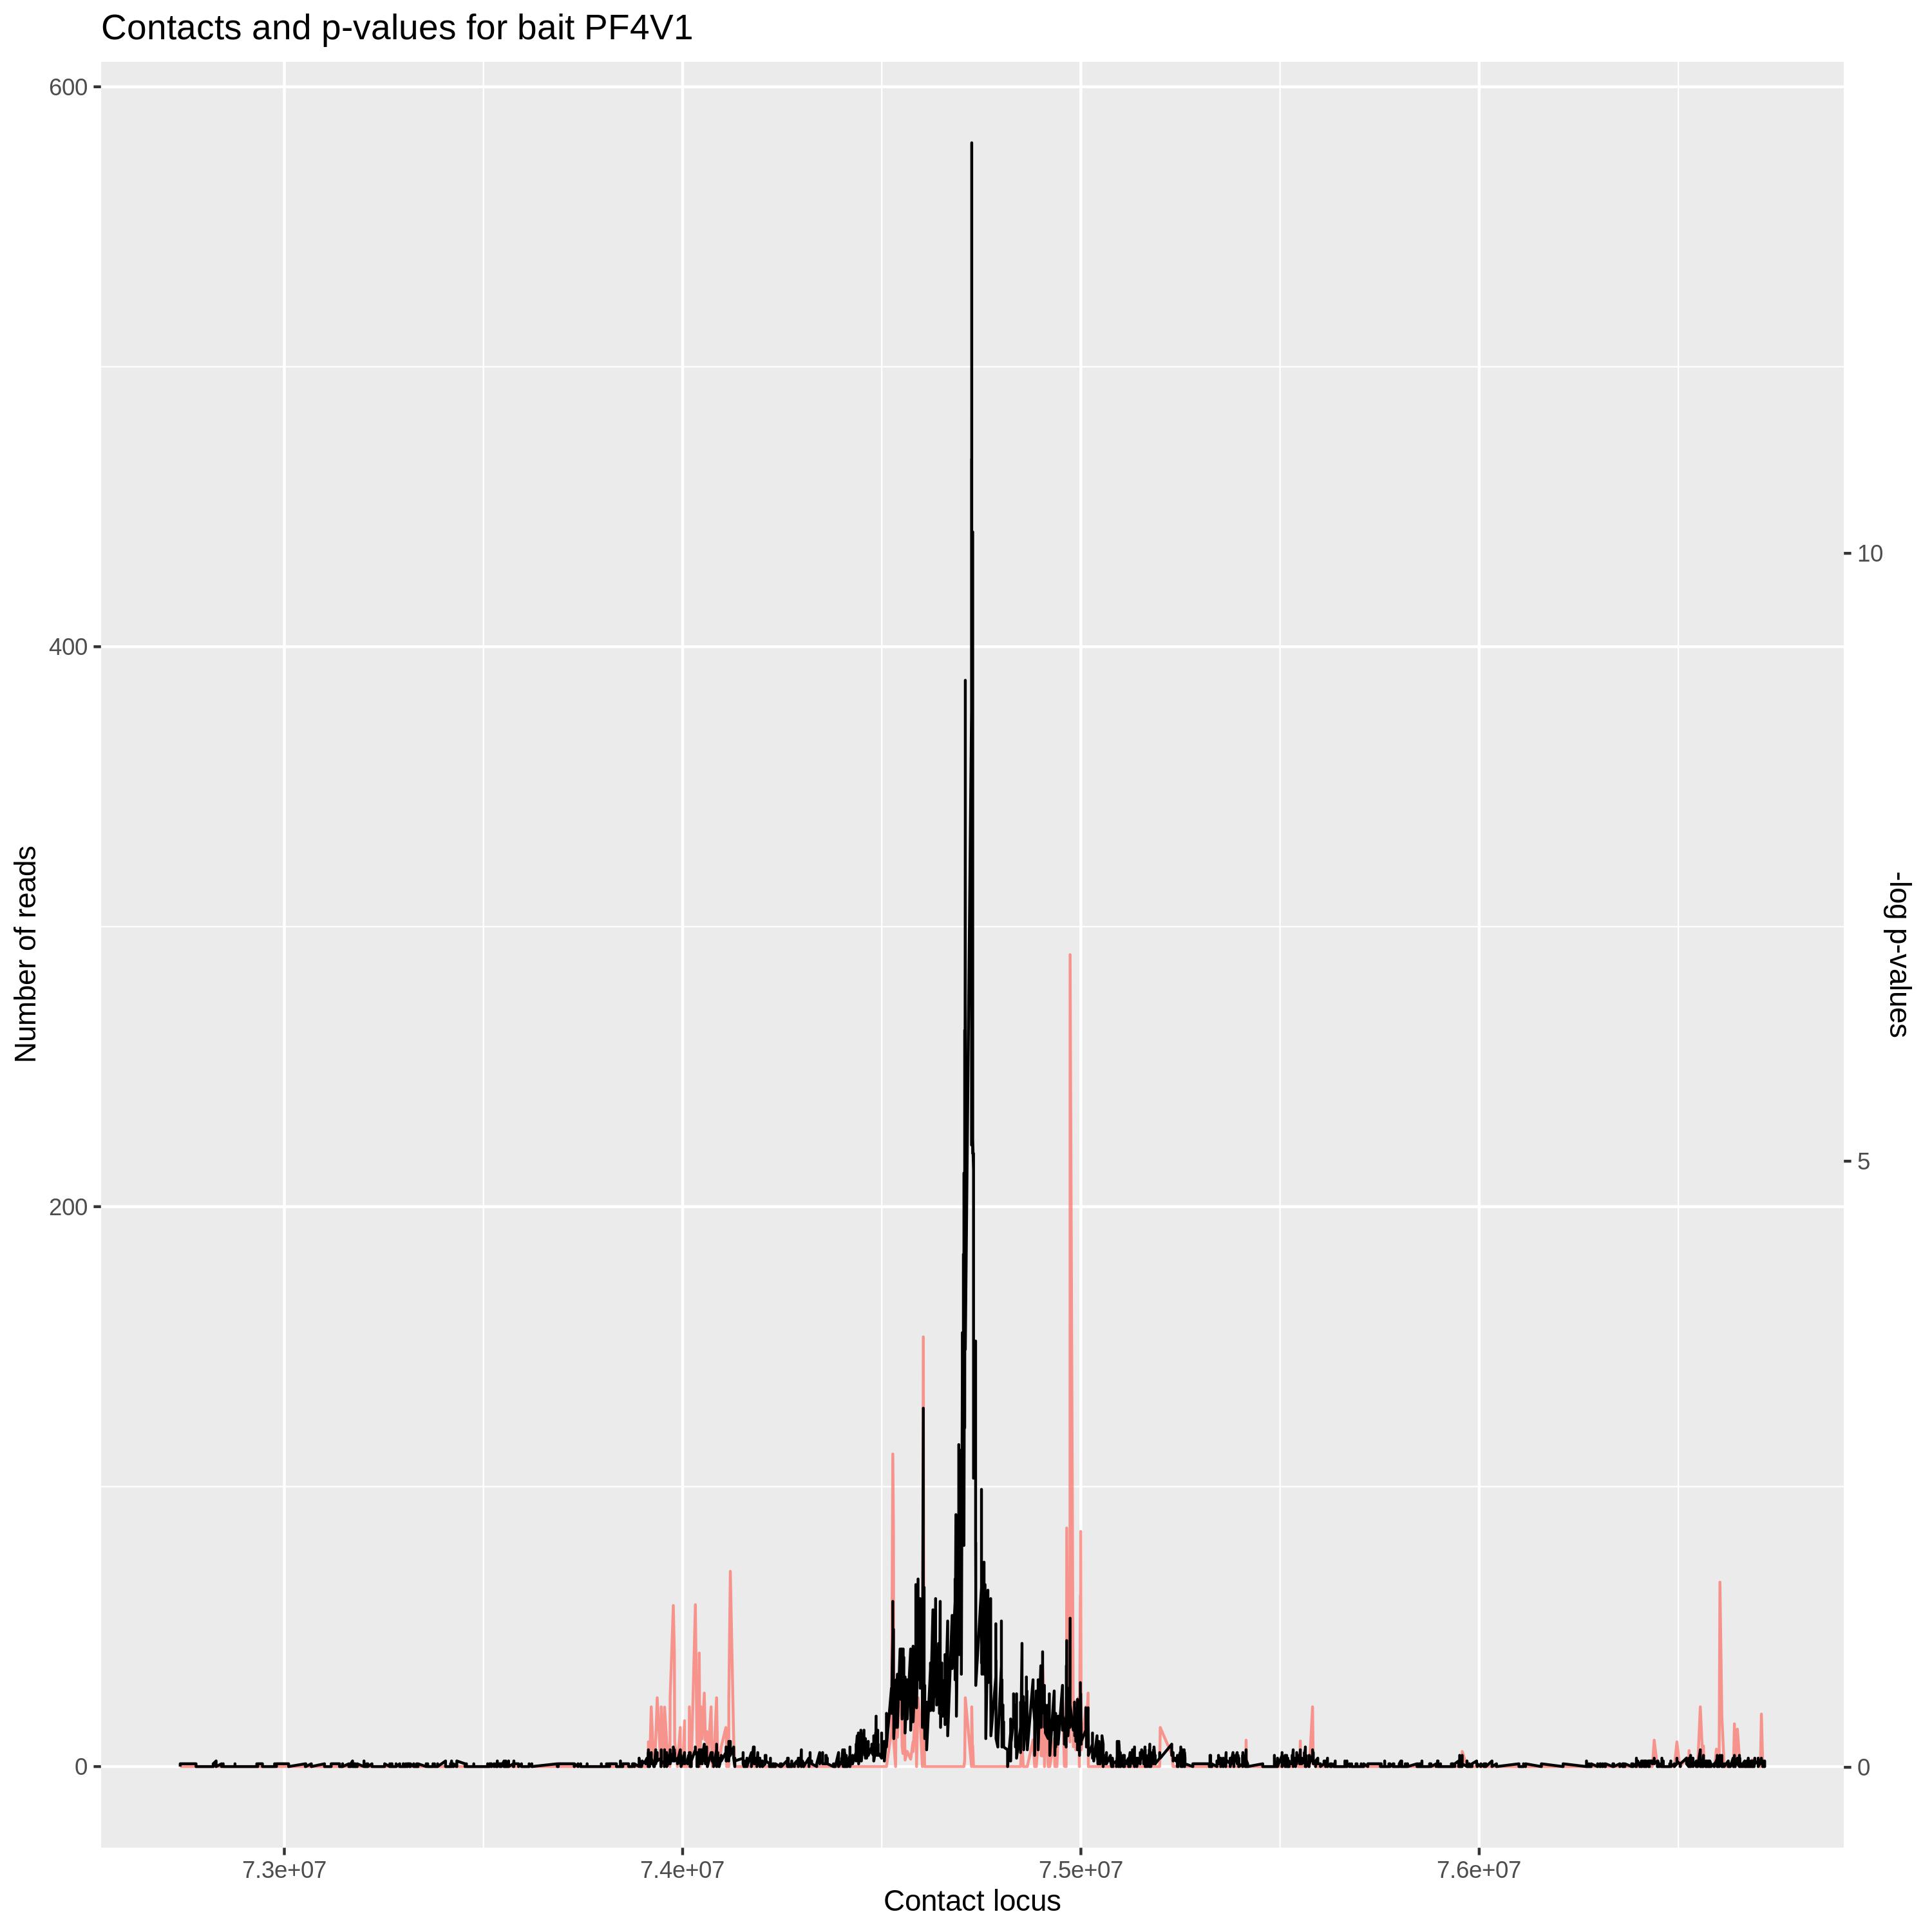 Contacts and p-values for bait PF4V1
600
400
200
0
10
5
0
Number of reads
-log p-values
7.3e+07
7.4e+07
7.5e+07
7.6e+07
Contact locus